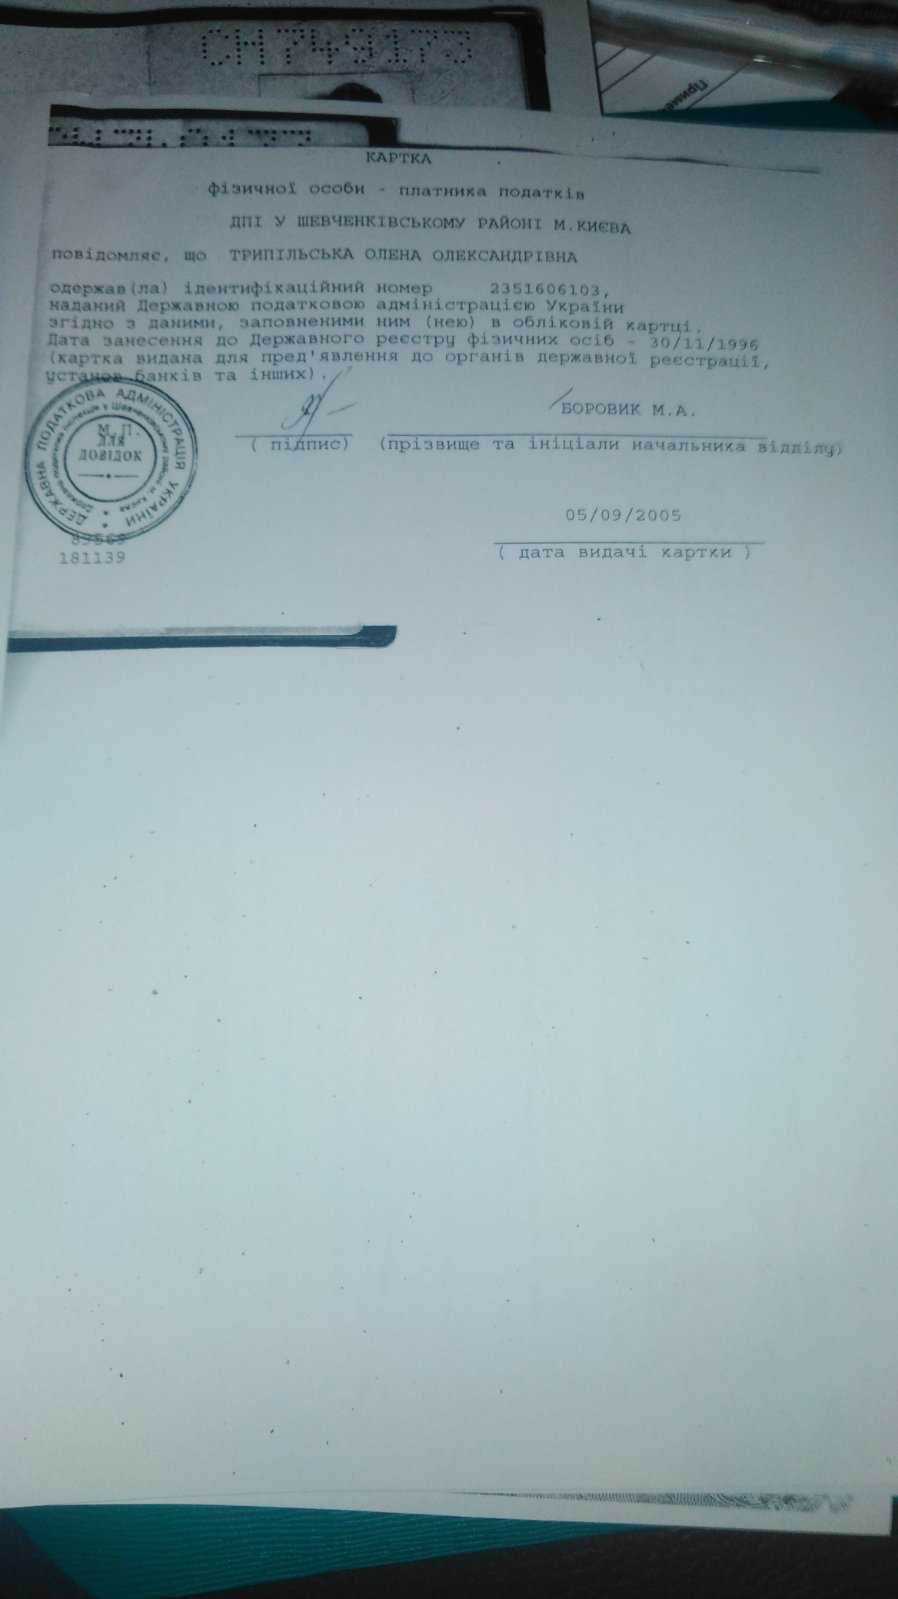 СН749173
КАРТКА
фізичної особи - платника податків
ДПІ У ШЕВЧЕНКІВСЬКОМУ РАЙОНІ М.КИЄВА
повідомляє, що ТРИПІЛЬСЬКА ОЛЕНА ОЛЕКСАНДРІВНА
одержав(ла) ідентифікаційний номер 2351606103,
наданий Державною податковою адміністрацією України
згідно з даними, заповненими ним (нею) в обліковій картці.
Дата занесення до Державного реєстру фізичних осіб - 30/11/1996
(картка видана для пред'явлення до органів державної реєстрації,
установ банків та інших).
БОРОВИК М.А.
( підпис) (прізвище та ініціали начальника відділу)
ДЕРЖАВНА ПОДАТКОВА АДМІНІСТРАЦІЯ УКРАЇНИ
М.П.
ДЛЯ
ДОВІДОК
05/09/2005
89569
181139
( дата видачі картки )